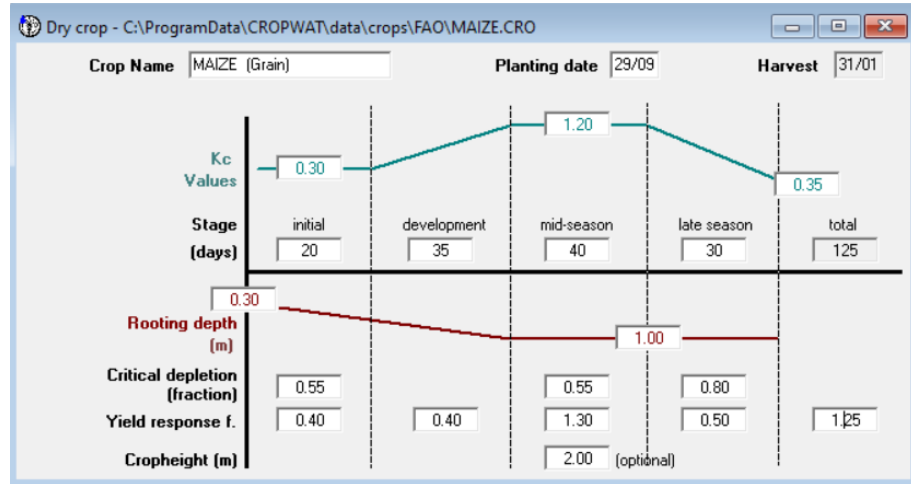 Dry crop - C:\ProgramData\CROPWAT\data\crops\FAO\MAIZE.CRO
Crop Name MAIZE (Grain) Planting date 29/09 Harvest 31/01
1.20
Kc 0.30
Values 0.35
Stage initial development mid-season late season total
(days) 20 35 40 30 125
0.30
Rooting depth 1.00
(m)
Critical depletion
(fraction) 0.55 0.55 0.80
Yield response f. 0.40 0.40 1.30 0.50 1.25
Cropheight (m) 2.00 (optional)